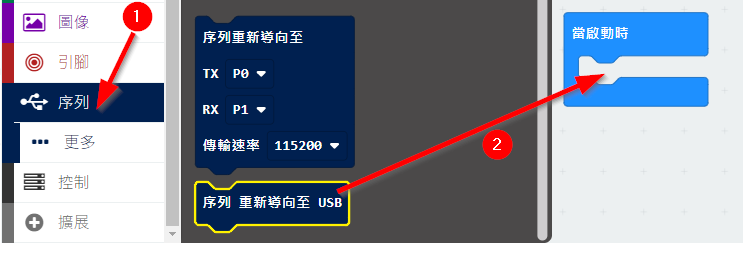 1
圖像
引腳
序列
更多
控制
擴展
序列重新導向至
TX P0
RX P1
傳輸速率 115200
序列 重新導向至 USB
2
當啟動時